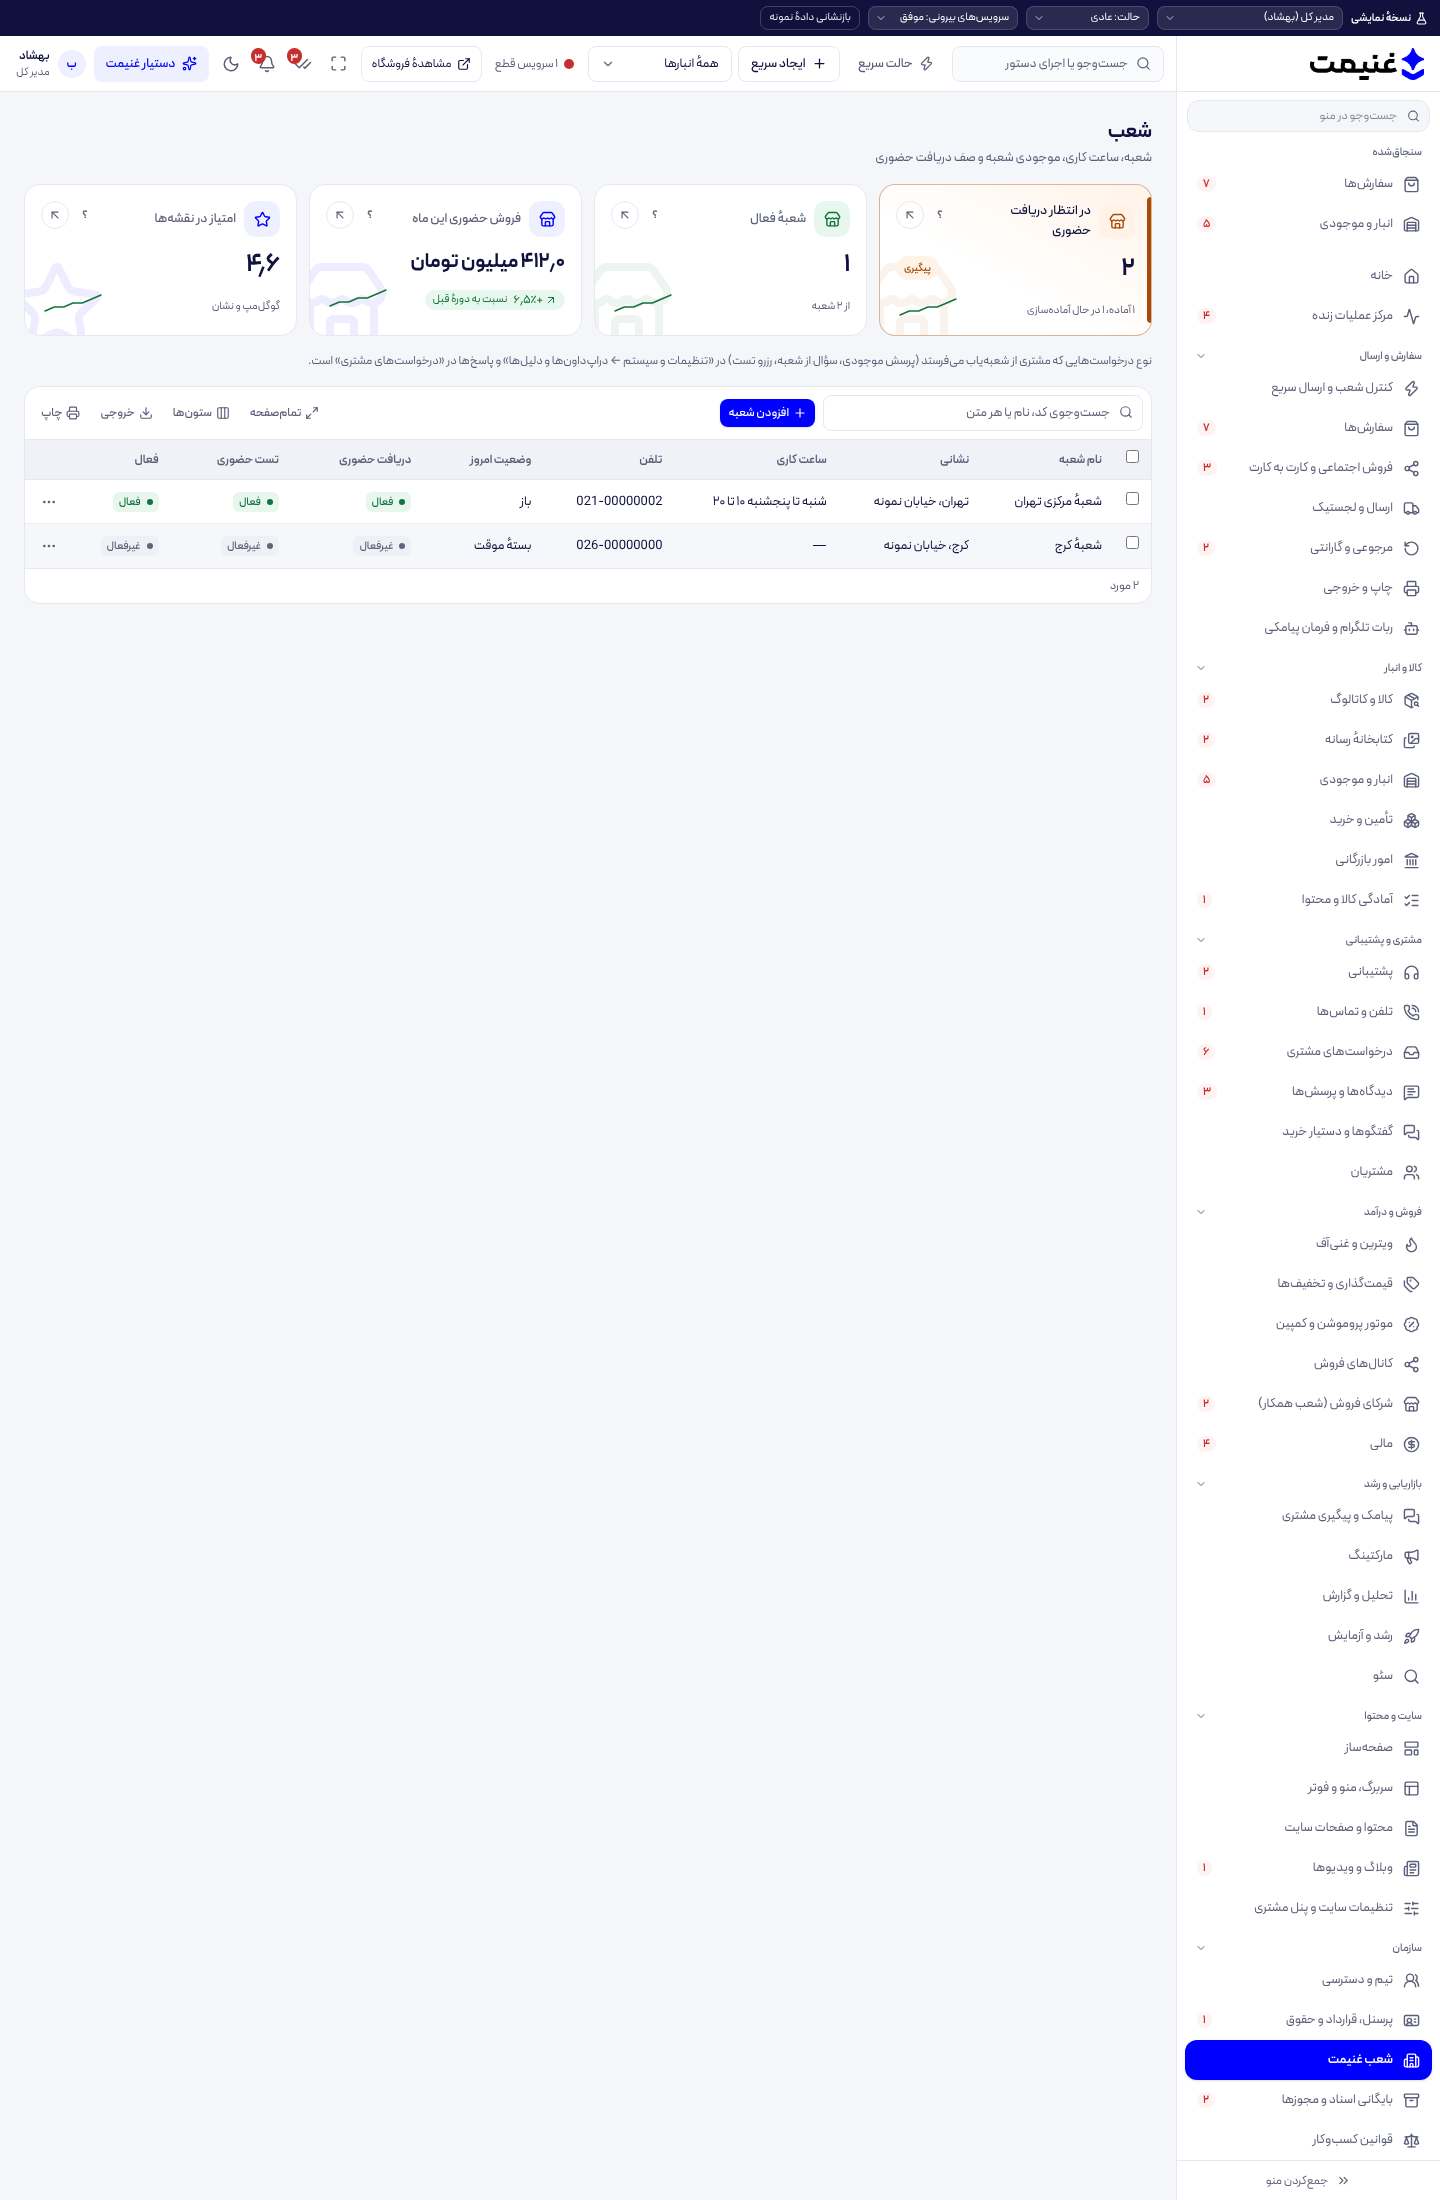 نسخهٔ نمایشی
مدیر کل (بهشاد)
حالت: عادی
سرویس‌های بیرونی: موفق
بازنشانی دادهٔ نمونه
غنیمت
جست‌وجو یا اجرای دستور
حالت سریع
ایجاد سریع
همهٔ انبارها
۱ سرویس قطع
مشاهدهٔ فروشگاه
۳
۳
دستیار غنیمت
ب
بهشاد
مدیر کل
جست‌وجو در منو
سنجاق‌شده
سفارش‌ها ۷
انبار و موجودی ۵
خانه
مرکز عملیات زنده ۴
سفارش و ارسال
کنترل شعب و ارسال سریع
سفارش‌ها ۷
فروش اجتماعی و کارت به کارت ۳
ارسال و لجستیک
مرجوعی و گارانتی ۲
چاپ و خروجی
ربات تلگرام و فرمان پیامکی
کالا و انبار
کالا و کاتالوگ ۲
کتابخانهٔ رسانه ۲
انبار و موجودی ۵
تأمین و خرید
امور بازرگانی
آمادگی کالا و محتوا ۱
مشتری و پشتیبانی
پشتیبانی ۲
تلفن و تماس‌ها ۱
درخواست‌های مشتری ۶
دیدگاه‌ها و پرسش‌ها ۳
گفتگوها و دستیار خرید
مشتریان
فروش و درآمد
ویترین و غنی‌آف
قیمت‌گذاری و تخفیف‌ها
موتور پروموشن و کمپین
کانال‌های فروش
شرکای فروش (شعب همکار) ۲
مالی ۴
بازاریابی و رشد
پیامک و پیگیری مشتری
مارکتینگ
تحلیل و گزارش
رشد و آزمایش
سئو
سایت و محتوا
صفحه‌ساز
سربرگ، منو و فوتر
محتوا و صفحات سایت
وبلاگ و ویدیوها ۱
تنظیمات سایت و پنل مشتری
سازمان
تیم و دسترسی
پرسنل، قرارداد و حقوق ۱
شعب غنیمت
بایگانی اسناد و مجوزها ۲
قوانین کسب‌وکار
جمع‌کردن منو
شعب
شعبه، ساعت کاری، موجودی شعبه و صف دریافت حضوری
در انتظار دریافت حضوری
؟
۲
پیگیری
۱ آماده، ۱ در حال آماده‌سازی
شعبهٔ فعال
؟
۱
از ۲ شعبه
فروش حضوری این ماه
؟
۴۱۲٫۰ میلیون تومان
+۶٫۵٪ نسبت به دورهٔ قبل
امتیاز در نقشه‌ها
؟
۴٫۶
گوگل‌مپ و نشان
نوع درخواست‌هایی که مشتری از شعبه‌یاب می‌فرستد (پرسش موجودی، سؤال از شعبه، رزرو تست) در «تنظیمات و سیستم ← دراپ‌داون‌ها و دلیل‌ها» و پاسخ‌ها در «درخواست‌های مشتری» است.
جست‌وجوی کد، نام یا هر متن
افزودن شعبه
تمام‌صفحه
ستون‌ها
خروجی
چاپ
نام شعبه نشانی ساعت کاری تلفن وضعیت امروز دریافت حضوری تست حضوری فعال
شعبهٔ مرکزی تهران تهران، خیابان نمونه شنبه تا پنجشنبه ۱۰ تا ۲۰ 021-00000002 باز فعال فعال فعال
شعبهٔ کرج کرج، خیابان نمونه — 026-00000000 بستهٔ موقت غیرفعال غیرفعال غیرفعال
۲ مورد